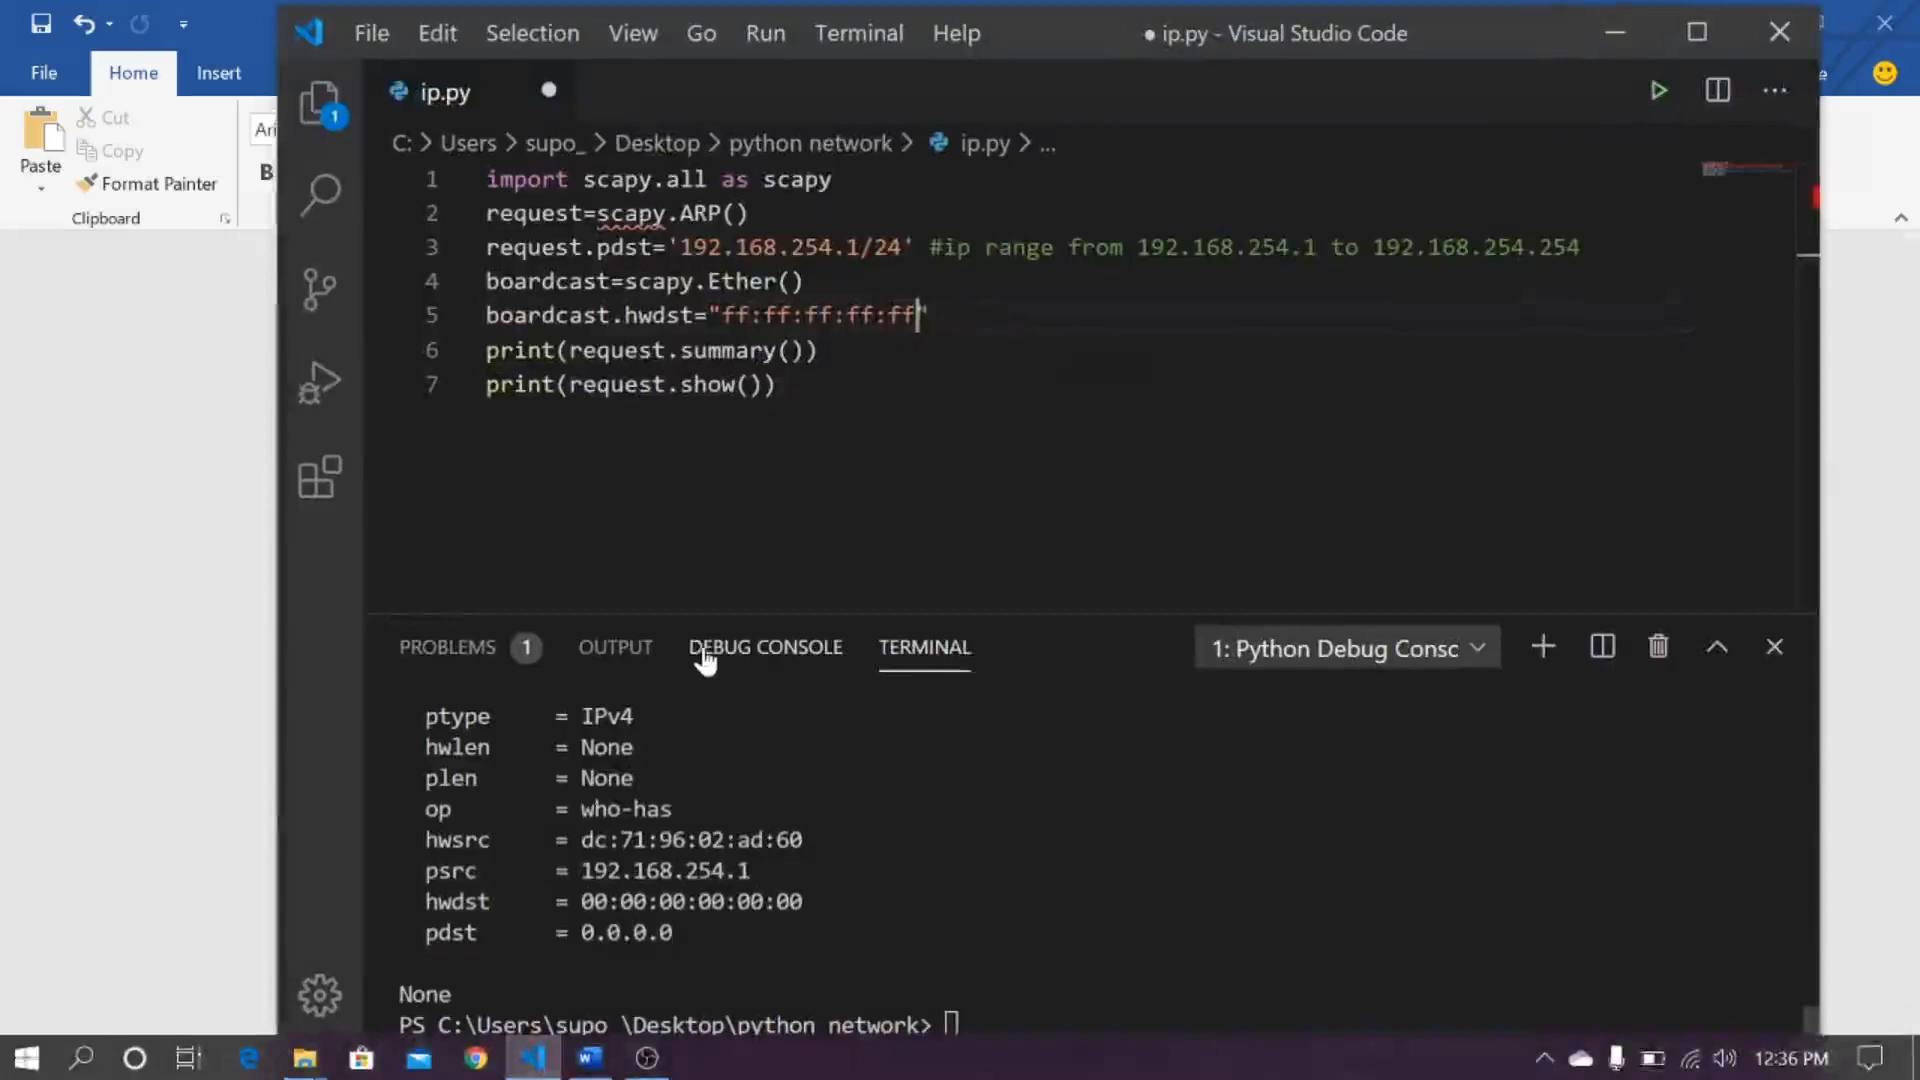 File Edit Selection View Go Run Terminal Help ● ip.py - Visual Studio Code
File Home Insert
ip.py
Cut
Copy
Paste
Format Painter
Clipboard
Ari
B
1
C: > Users > supo_ > Desktop > python network > ip.py > ...
1 import scapy.all as scapy
2 request=scapy.ARP()
3 request.pdst='192.168.254.1/24' #ip range from 192.168.254.1 to 192.168.254.254
4 boardcast=scapy.Ether()
5 boardcast.hwdst="ff:ff:ff:ff:ff"
6 print(request.summary())
7 print(request.show())
PROBLEMS 1 OUTPUT DEBUG CONSOLE TERMINAL 1: Python Debug Consc
ptype = IPv4
hwlen = None
plen = None
op = who-has
hwsrc = dc:71:96:02:ad:60
psrc = 192.168.254.1
hwdst = 00:00:00:00:00:00
pdst = 0.0.0.0
None
PS C:\Users\supo_\Desktop\python network>
12:36 PM